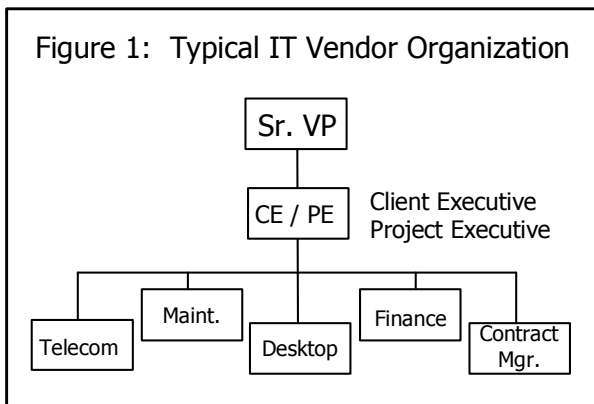 Figure 1: Typical IT Vendor Organization
Sr. VP
CE / PE
Client Executive
Project Executive
Telecom
Maint.
Desktop
Finance
Contract
Mgr.